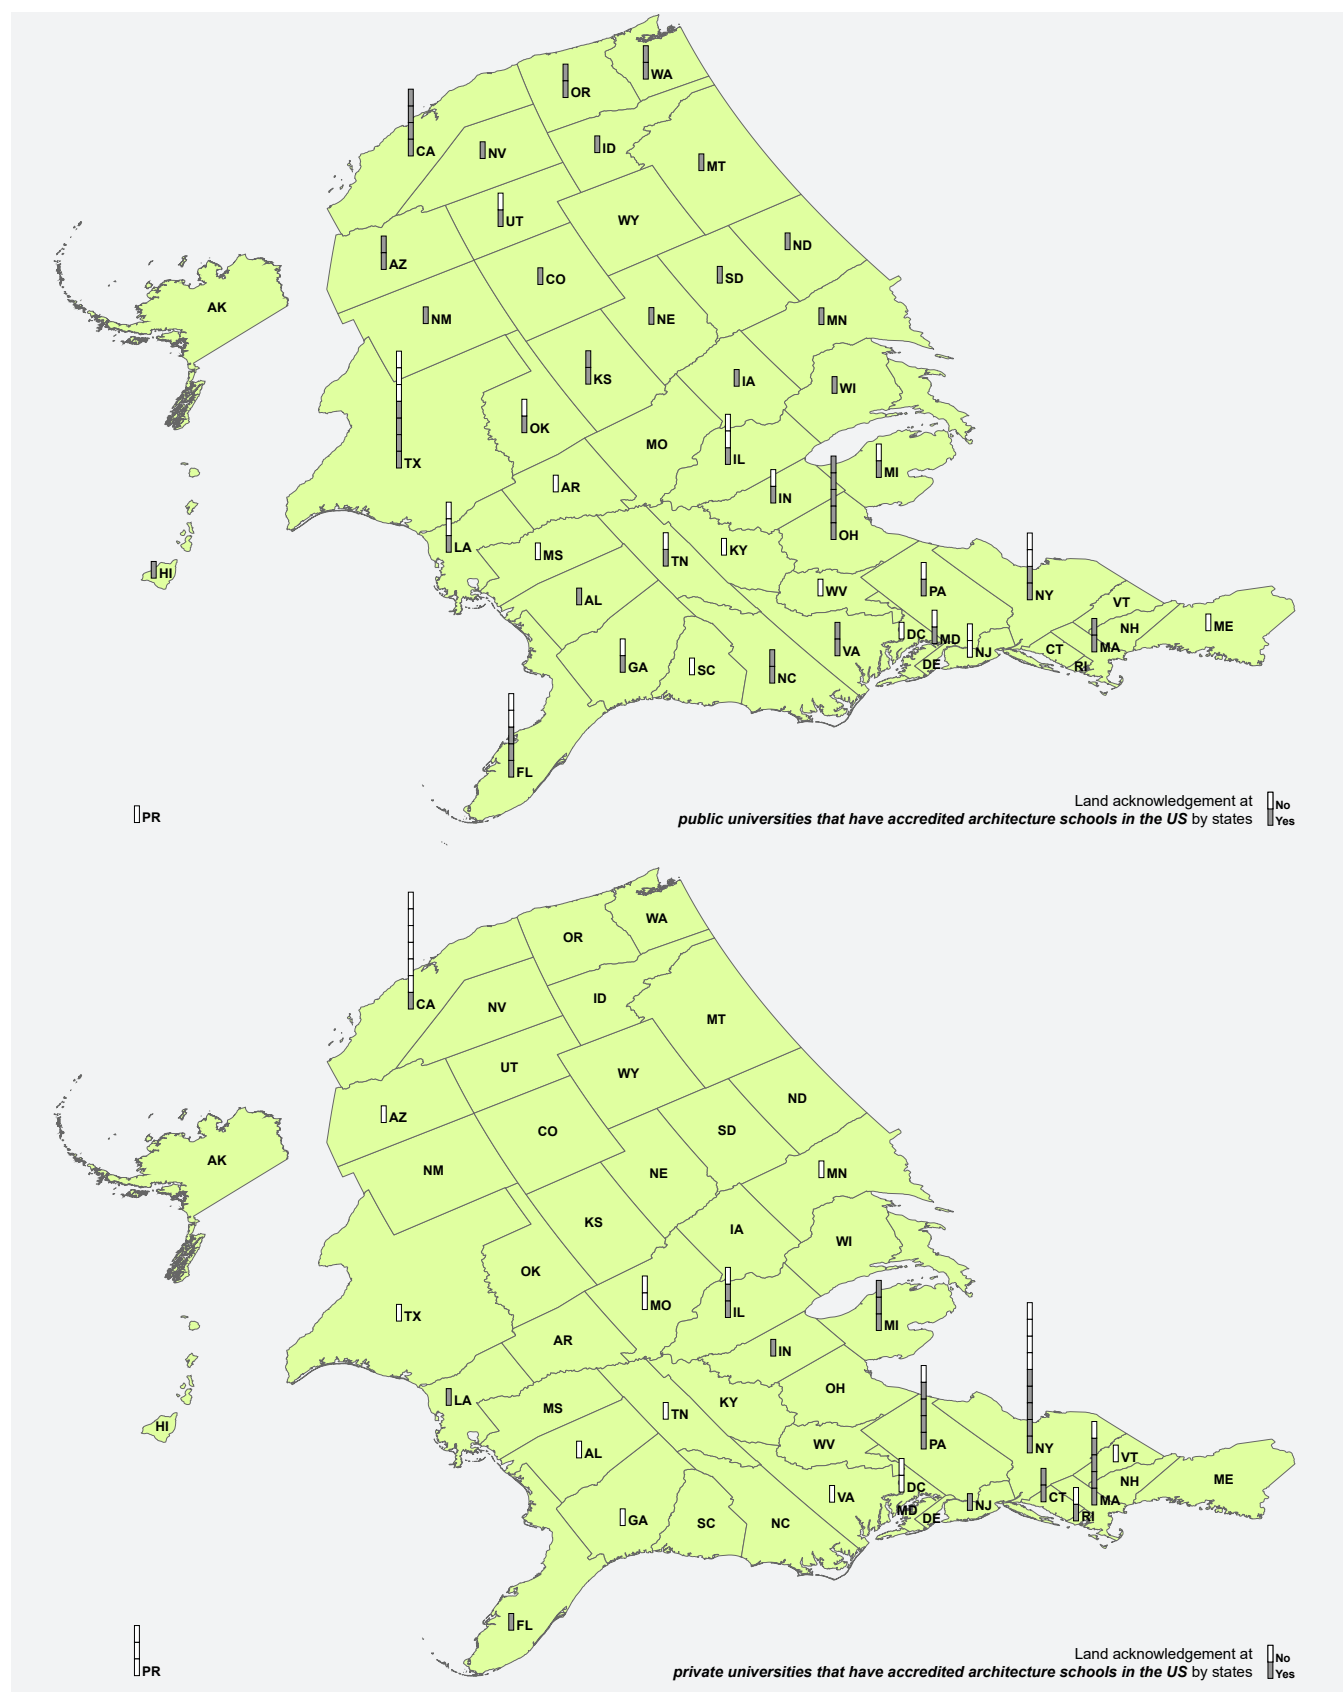 WA
OR
CA
NV
ID
MT
UT
WY
ND
AZ
CO
SD
AK
NM
NE
MN
KS
IA
WI
OK
MO
TX
IL
MI
AR
IN
LA
MS
TN
KY
OH
HI
AL
WV
PA
NY
VT
ME
GA
SC
NC
VA
DC
MD
NJ
DE
CT
RI
MA
NH
FL
PR
Land acknowledgement at
public universities that have accredited architecture schools in the US by states
No
Yes
WA
OR
CA
NV
ID
MT
UT
WY
ND
AZ
CO
SD
AK
NM
NE
MN
KS
IA
WI
OK
MO
TX
IL
MI
AR
IN
LA
MS
TN
KY
OH
HI
AL
WV
PA
NY
VT
ME
GA
SC
NC
VA
DC
MD
NJ
DE
CT
RI
MA
NH
FL
PR
Land acknowledgement at
private universities that have accredited architecture schools in the US by states
No
Yes